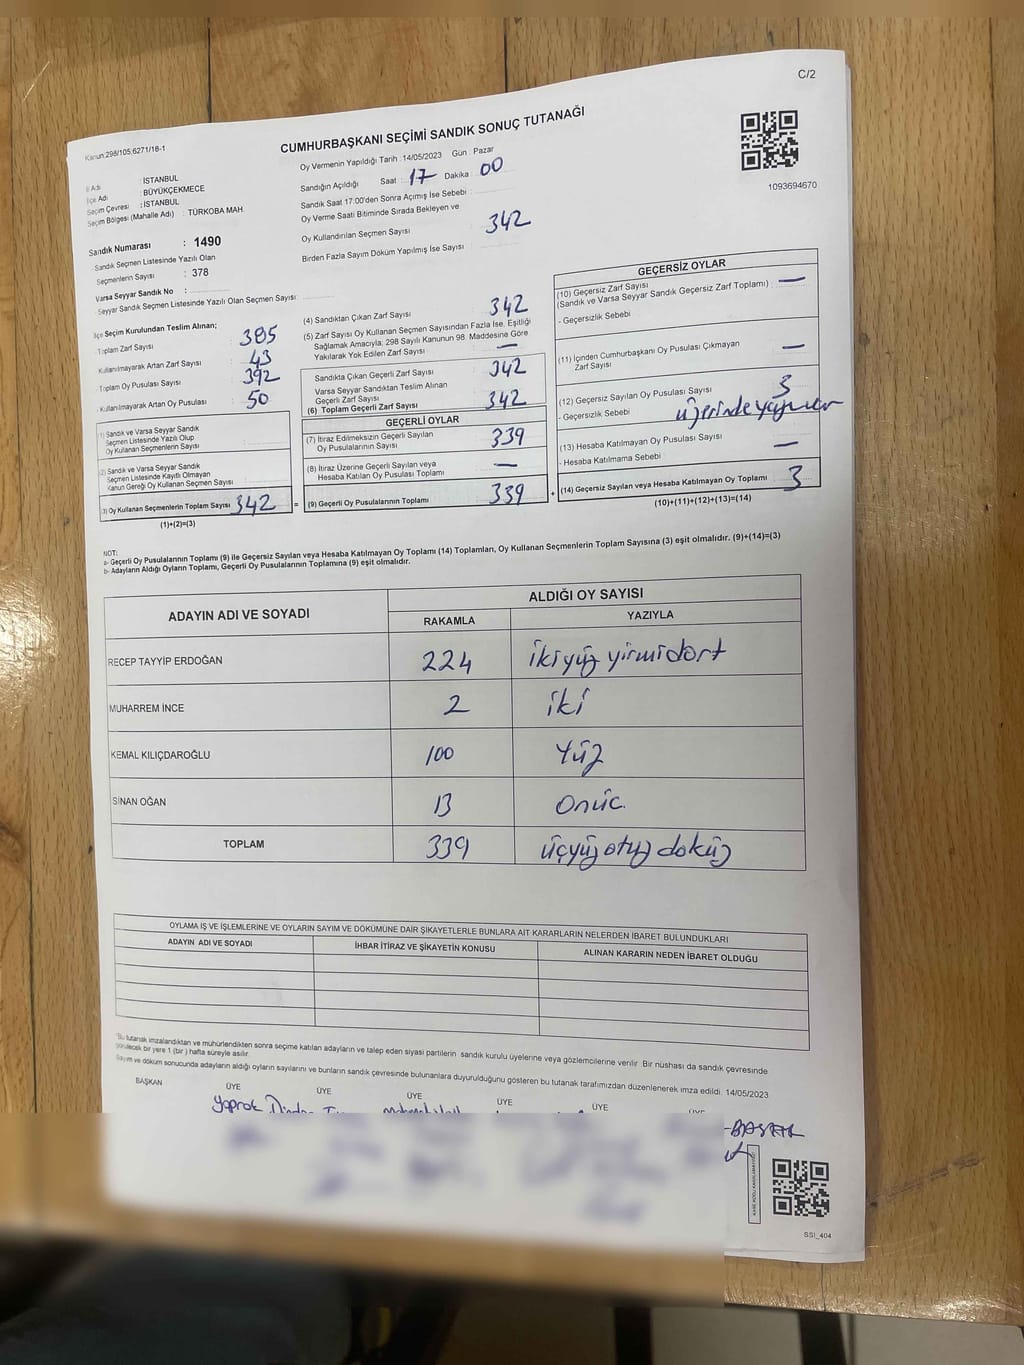 C/2
Kanun:298/105,6271/18-1
CUMHURBAŞKANI SEÇİMİ SANDIK SONUÇ TUTANAĞI
1093694670
İl Adı : İSTANBUL
İlçe Adı : BÜYÜKÇEKMECE
Seçim Çevresi : İSTANBUL
Seçim Bölgesi (Mahalle Adı) : TÜRKOBA MAH.
Sandık Numarası : 1490
- Sandık Seçmen Listesinde Yazılı Olan
Seçmenlerin Sayısı : 378
Varsa Seyyar Sandık No :
- Seyyar Sandık Seçmen Listesinde Yazılı Olan Seçmen Sayısı:
Oy Vermenin Yapıldığı Tarih : 14/05/2023 Gün : Pazar
Sandığın Açıldığı Saat : 17 Dakika : 00
Sandık Saat 17:00'den Sonra Açımış İse Sebebi :
Oy Verme Saati Bitiminde Sırada Bekleyen ve
Oy Kullandırılan Seçmen Sayısı : 342
Birden Fazla Sayım Döküm Yapılmış İse Sayısı :
İlçe Seçim Kurulundan Teslim Alınan;
- Toplam Zarf Sayısı : 385
- Kullanılmayarak Artan Zarf Sayısı : 43
- Toplam Oy Pusulası Sayısı : 392
- Kullanılmayarak Artan Oy Pusulası : 50
(1) Sandık ve Varsa Seyyar Sandık
Seçmen Listesinde Yazılı Olup
Oy Kullanan Seçmenlerin Sayısı :
(2) Sandık ve Varsa Seyyar Sandık
Seçmen Listesinde Kayıtlı Olmayan
Kanun Gereği Oy Kullanan Seçmen Sayısı :
(3) Oy Kullanan Seçmenlerin Toplam Sayısı 342 =
(1)+(2)=(3)
(4) Sandıktan Çıkan Zarf Sayısı : 342
(5) Zarf Sayısı Oy Kullanan Seçmen Sayısından Fazla İse, Eşitliği
Sağlamak Amacıyla; 298 Sayılı Kanunun 98. Maddesine Göre
Yakılarak Yok Edilen Zarf Sayısı : —
Sandıkta Çıkan Geçerli Zarf Sayısı : 342
Varsa Seyyar Sandıktan Teslim Alınan
Geçerli Zarf Sayısı :
(6) Toplam Geçerli Zarf Sayısı : 342
GEÇERLİ OYLAR
(7) İtiraz Edilmeksizin Geçerli Sayılan
Oy Pusulalarının Sayısı : 339
(8) İtiraz Üzerine Geçerli Sayılan veya
Hesaba Katılan Oy Pusulası Toplamı : —
(9) Geçerli Oy Pusulalarının Toplamı : 339 +
GEÇERSİZ OYLAR
(10) Geçersiz Zarf Sayısı
(Sandık ve Varsa Seyyar Sandık Geçersiz Zarf Toplamı) : —
- Geçersizlik Sebebi :
(11) İçinden Cumhurbaşkanı Oy Pusulası Çıkmayan
Zarf Sayısı : —
(12) Geçersiz Sayılan Oy Pusulası Sayısı : 3
- Geçersizlik Sebebi :
(13) Hesaba Katılmayan Oy Pusulası Sayısı : —
- Hesaba Katılmama Sebebi :
(14) Geçersiz Sayılan veya Hesaba Katılmayan Oy Toplamı : 3
(10)+(11)+(12)+(13)=(14)
NOT:
a- Geçerli Oy Pusulalarının Toplamı (9) ile Geçersiz Sayılan veya Hesaba Katılmayan Oy Toplamı (14) Toplamları, Oy Kullanan Seçmenlerin Toplam Sayısına (3) eşit olmalıdır. (9)+(14)=(3)
b- Adayların Aldığı Oyların Toplamı, Geçerli Oy Pusulalarının Toplamına (9) eşit olmalıdır.
ADAYIN ADI VE SOYADI
ALDIĞI OY SAYISI
RAKAMLA YAZIYLA
RECEP TAYYİP ERDOĞAN 224 ikiyüz yirmidört
MUHARREM İNCE 2 iki
KEMAL KILIÇDAROĞLU 100 Yüz
SİNAN OĞAN 13 Onüc
TOPLAM 339 üçyüz otuz doküz
OYLAMA İŞ VE İŞLEMLERİNE VE OYLARIN SAYIM VE DÖKÜMÜNE DAİR ŞİKAYETLERLE BUNLARA AİT KARARLARIN NELERDEN İBARET BULUNDUKLARI
ADAYIN ADI VE SOYADI İHBAR İTİRAZ VE ŞİKAYETİN KONUSU ALINAN KARARIN NEDEN İBARET OLDUĞU
*Bu tutanak imzalandıktan ve mühürlendikten sonra seçime katılan adayların ve talep eden siyasi partilerin sandık kurulu üyelerine veya gözlemcilerine verilir. Bir nüshası da sandık çevresinde
görülecek bir yere 1 (bir ) hafta süreyle asılır.
Sayım ve döküm sonucunda adayların aldığı oyların sayılarını ve bunların sandık çevresinde bulunanlara duyurulduğunu gösteren bu tutanak tarafımızdan düzenlenerek imza edildi. 14/05/2023
BAŞKAN ÜYE ÜYE ÜYE ÜYE ÜYE ÜYE
Yaprak
SSI_404